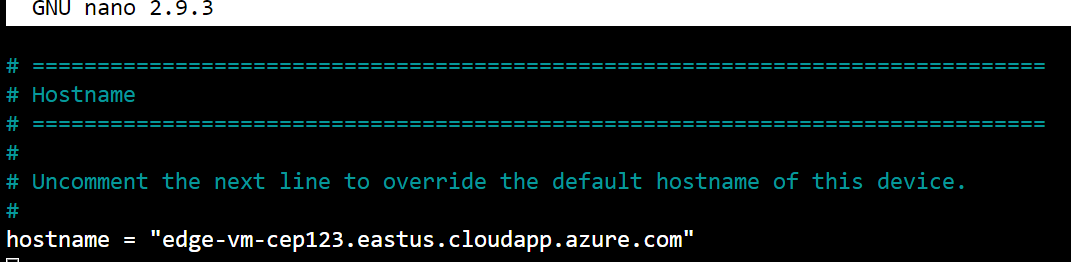 GNU nano 2.9.3
# ==============================================================================
# Hostname
# ==============================================================================
#
# Uncomment the next line to override the default hostname of this device.
#
hostname = "edge-vm-cep123.eastus.cloudapp.azure.com"